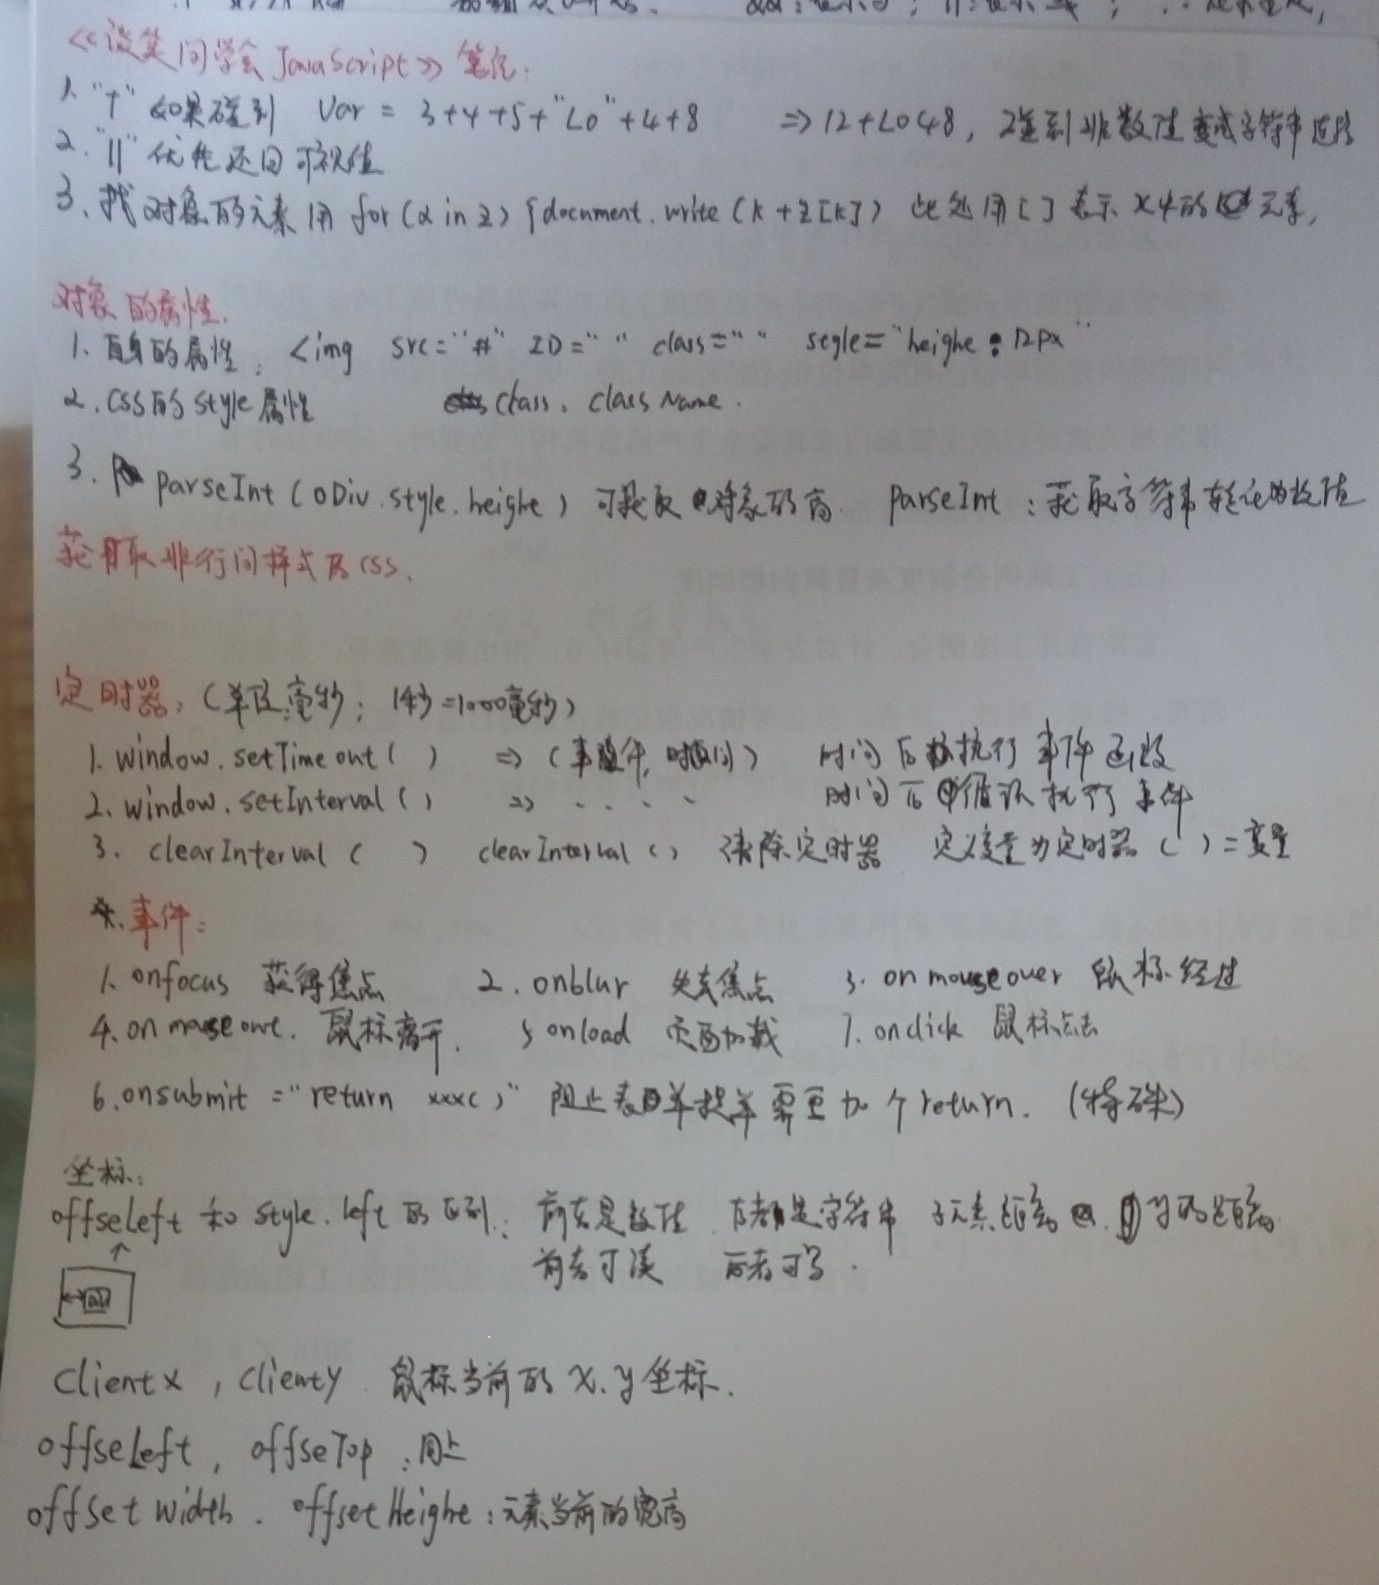 《谈笑间学会JavaScript》笔记:
1. "+" 如果碰到 Var = 3+4+5+"Lo"+4+8 => 12+Lo48, 碰到非数值变成字符串连接
2. "||" 优先返回可视值
3. 找对象的元素用 for(a in z) {document.write(k+z[k]) 此处用[]表示 的 元素,
对象的属性.
1. 自身的属性: <img src="#" ID=" " class=" " style="heighe:12px"
2. css的style属性 class. className.
3. parseInt(oDiv.style.heighe) 可获取对象的高. parseInt:获取字符串转化的数值
获取非行间样式的css.
定时器:(单位:毫秒; 1秒=1000毫秒)
1. window.setTimeout( ) => (事件,时间) 时间后执行事件函数
2. window.setInterval( ) => . . . . 时间后循环执行事件
3. clearInterval ( ) clearInterval() 清除定时器 定义变量为定时器( )=变量
*.事件:
1. onfocus 获得焦点 2. onblur 失去焦点 3. onmouseover 鼠标经过
4. onmouseout. 鼠标离开. 5 onload 页面加载 7. onclick 鼠标点击
6. onsubmit ="return xxx()" 阻止表单提单需要加个return. (特殊)
坐标:
offseLeft 和 style.left 的区别: 前者是数值 后者是字符串 子元素距离 的距离.
前者可读 后者可写.
Clientx , Clienty 鼠标当前的 x.y 坐标.
offseLeft, offseTop :同上
offsetWidth. offsetHeighe:元素当前的宽高